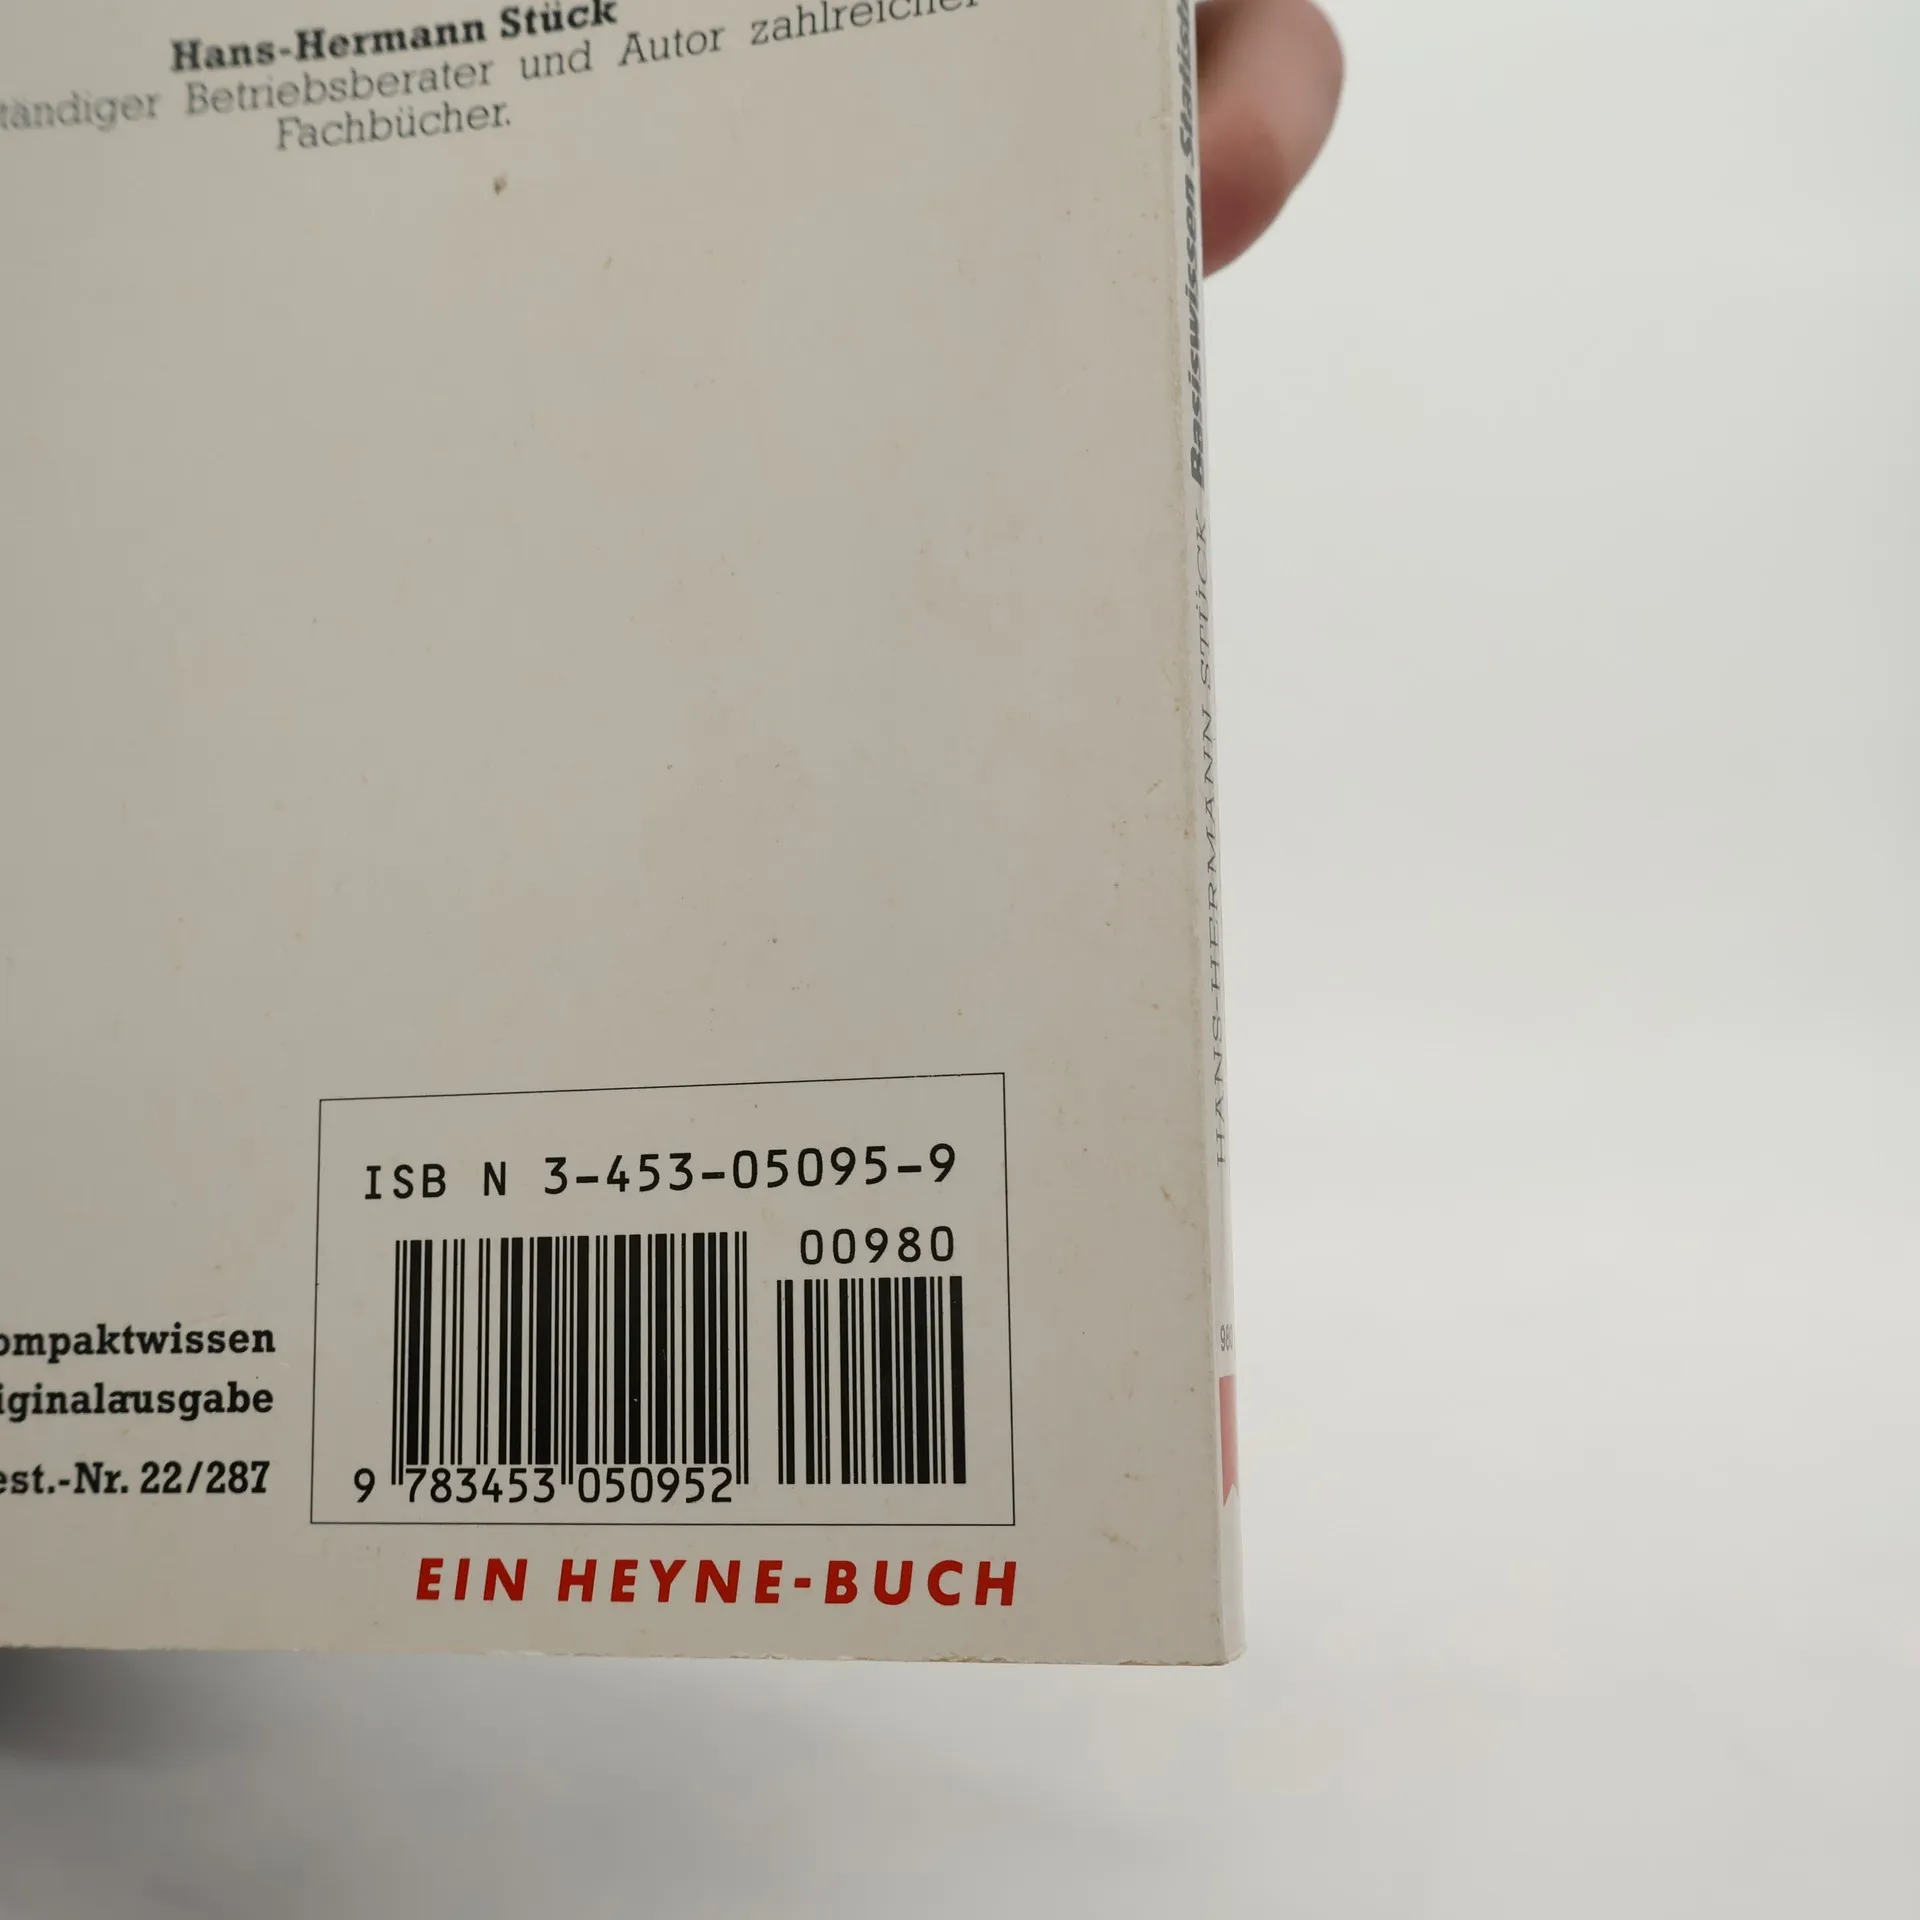 Hans-Hermann Stück
tändiger Betriebsberater und Autor zahlreicher
Fachbücher.
Basiswissen
HANS-HERMANN STÜCK
ISB N 3-453-05095-9
00980
9 783453 050952
ompaktwissen
iginalausgabe
est.-Nr. 22/287
EIN HEYNE-BUCH